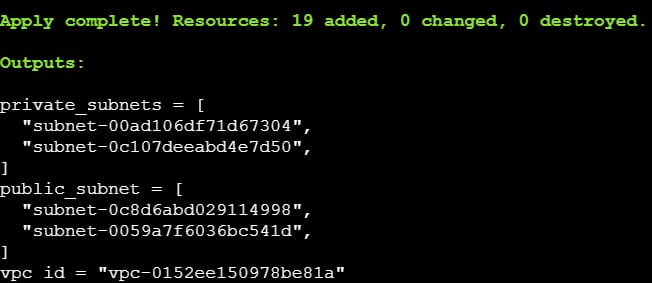 Apply complete! Resources: 19 added, 0 changed, 0 destroyed.
Outputs:
private_subnets = [
  "subnet-00ad106df71d67304",
  "subnet-0c107deeabd4e7d50",
]
public_subnet = [
  "subnet-0c8d6abd029114998",
  "subnet-0059a7f6036bc541d",
]
vpc_id = "vpc-0152ee150978be81a"